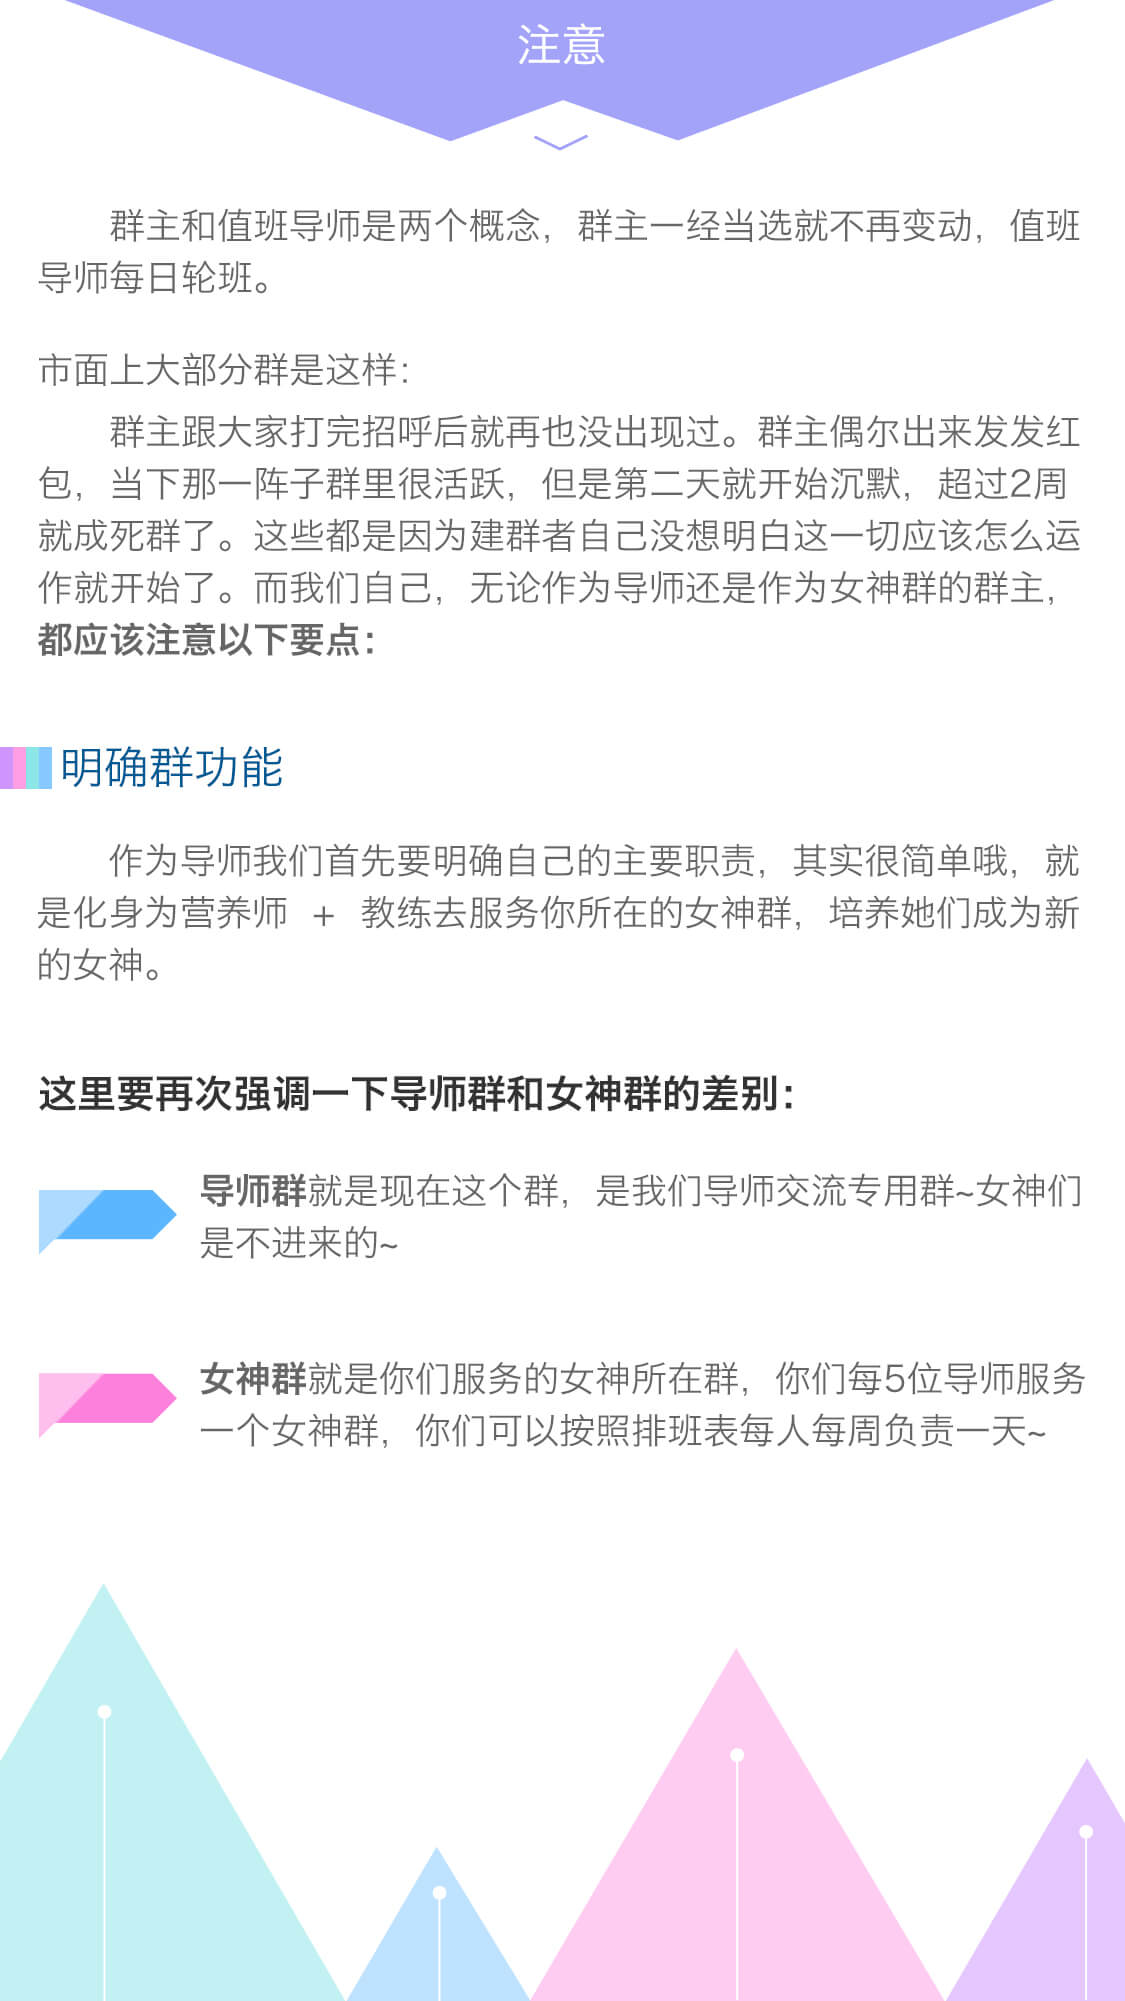 注意
群主和值班导师是两个概念，群主一经当选就不再变动，值班
导师每日轮班。
市面上大部分群是这样：
群主跟大家打完招呼后就再也没出现过。群主偶尔出来发发红
包，当下那一阵子群里很活跃，但是第二天就开始沉默，超过2周
就成死群了。这些都是因为建群者自己没想明白这一切应该怎么运
作就开始了。而我们自己，无论作为导师还是作为女神群的群主，
都应该注意以下要点：
明确群功能
作为导师我们首先要明确自己的主要职责，其实很简单哦，就
是化身为营养师 + 教练去服务你所在的女神群，培养她们成为新
的女神。
这里要再次强调一下导师群和女神群的差别：
导师群就是现在这个群，是我们导师交流专用群~女神们
是不进来的~
女神群就是你们服务的女神所在群，你们每5位导师服务
一个女神群，你们可以按照排班表每人每周负责一天~